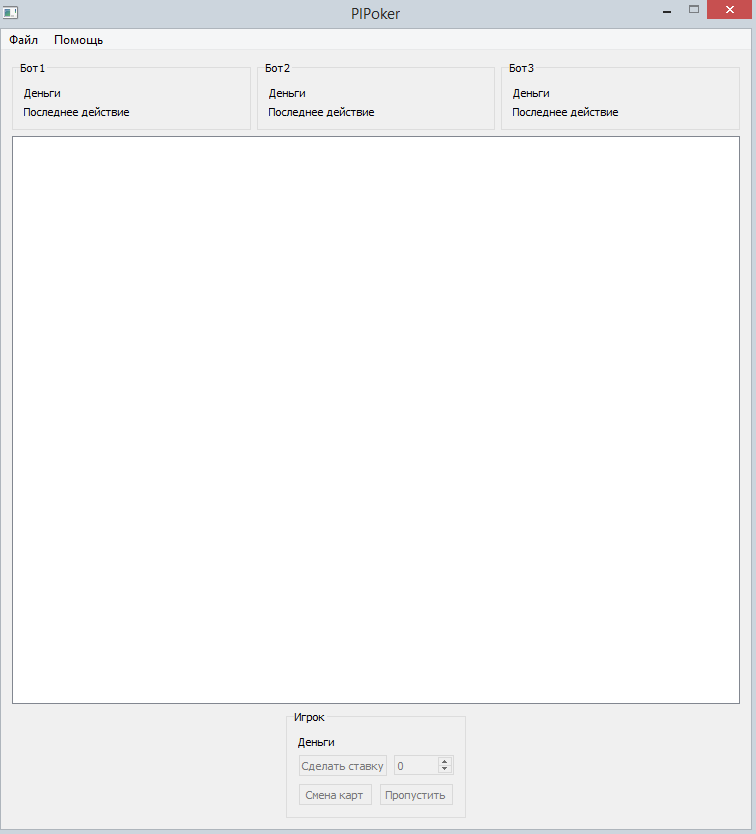 PIPoker
Файл Помощь
Бот1 Бот2 Бот3
Деньги Деньги Деньги
Последнее действие Последнее действие Последнее действие
Игрок
Деньги
Сделать ставку 0
Смена карт Пропустить